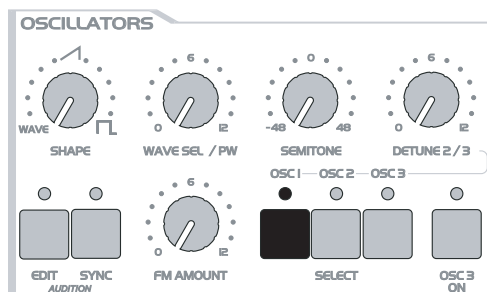 OSCILLATORS
6 0 6
WAVE 0 12 -48 48 0 12
SHAPE WAVE SEL / PW SEMITONE DETUNE 2 / 3
OSC 1 OSC 2 OSC 3
6
0 12
EDIT SYNC FM AMOUNT SELECT OSC 3
AUDITION ON